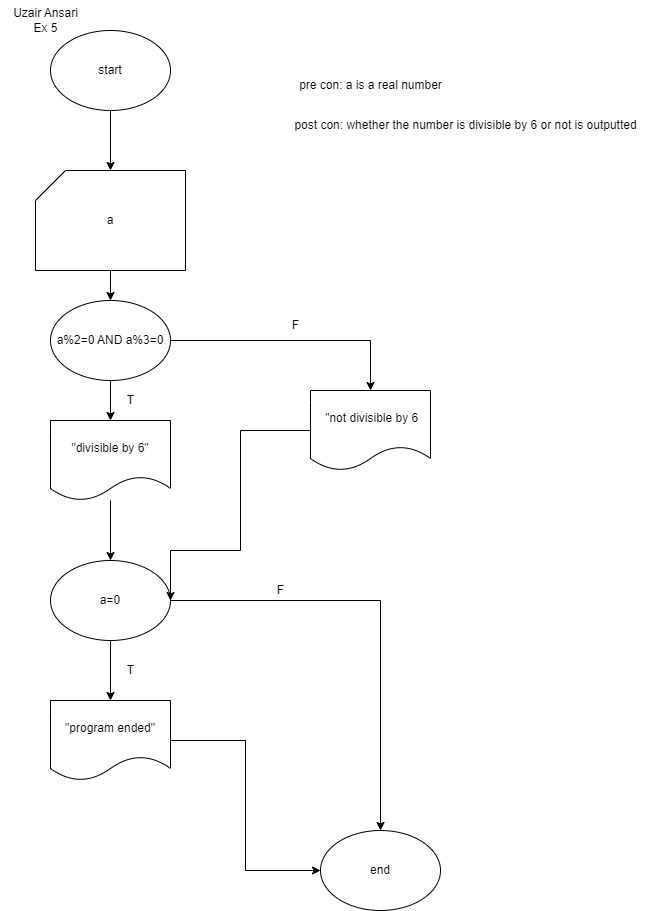 Uzair Ansari
Ex 5
start
pre con: a is a real number
post con: whether the number is divisible by 6 or not is outputted
a
a%2=0 AND a%3=0
F
T
"not divisible by 6
"divisible by 6"
a=0
F
T
"program ended"
end